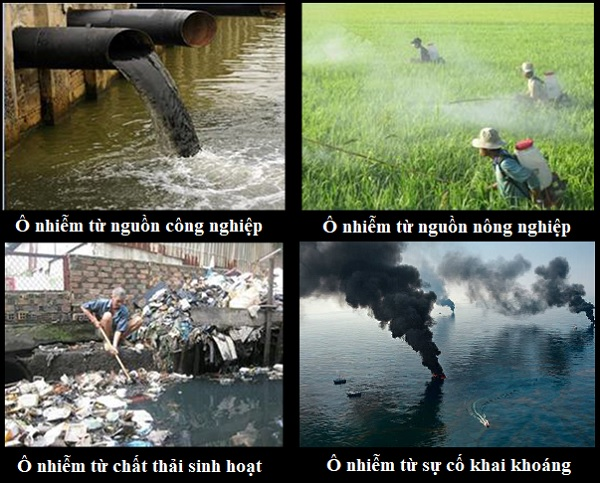 Ô nhiễm từ nguồn công nghiệp
Ô nhiễm từ nguồn nông nghiệp
Ô nhiễm từ chất thải sinh hoạt
Ô nhiễm từ sự cố khai khoáng